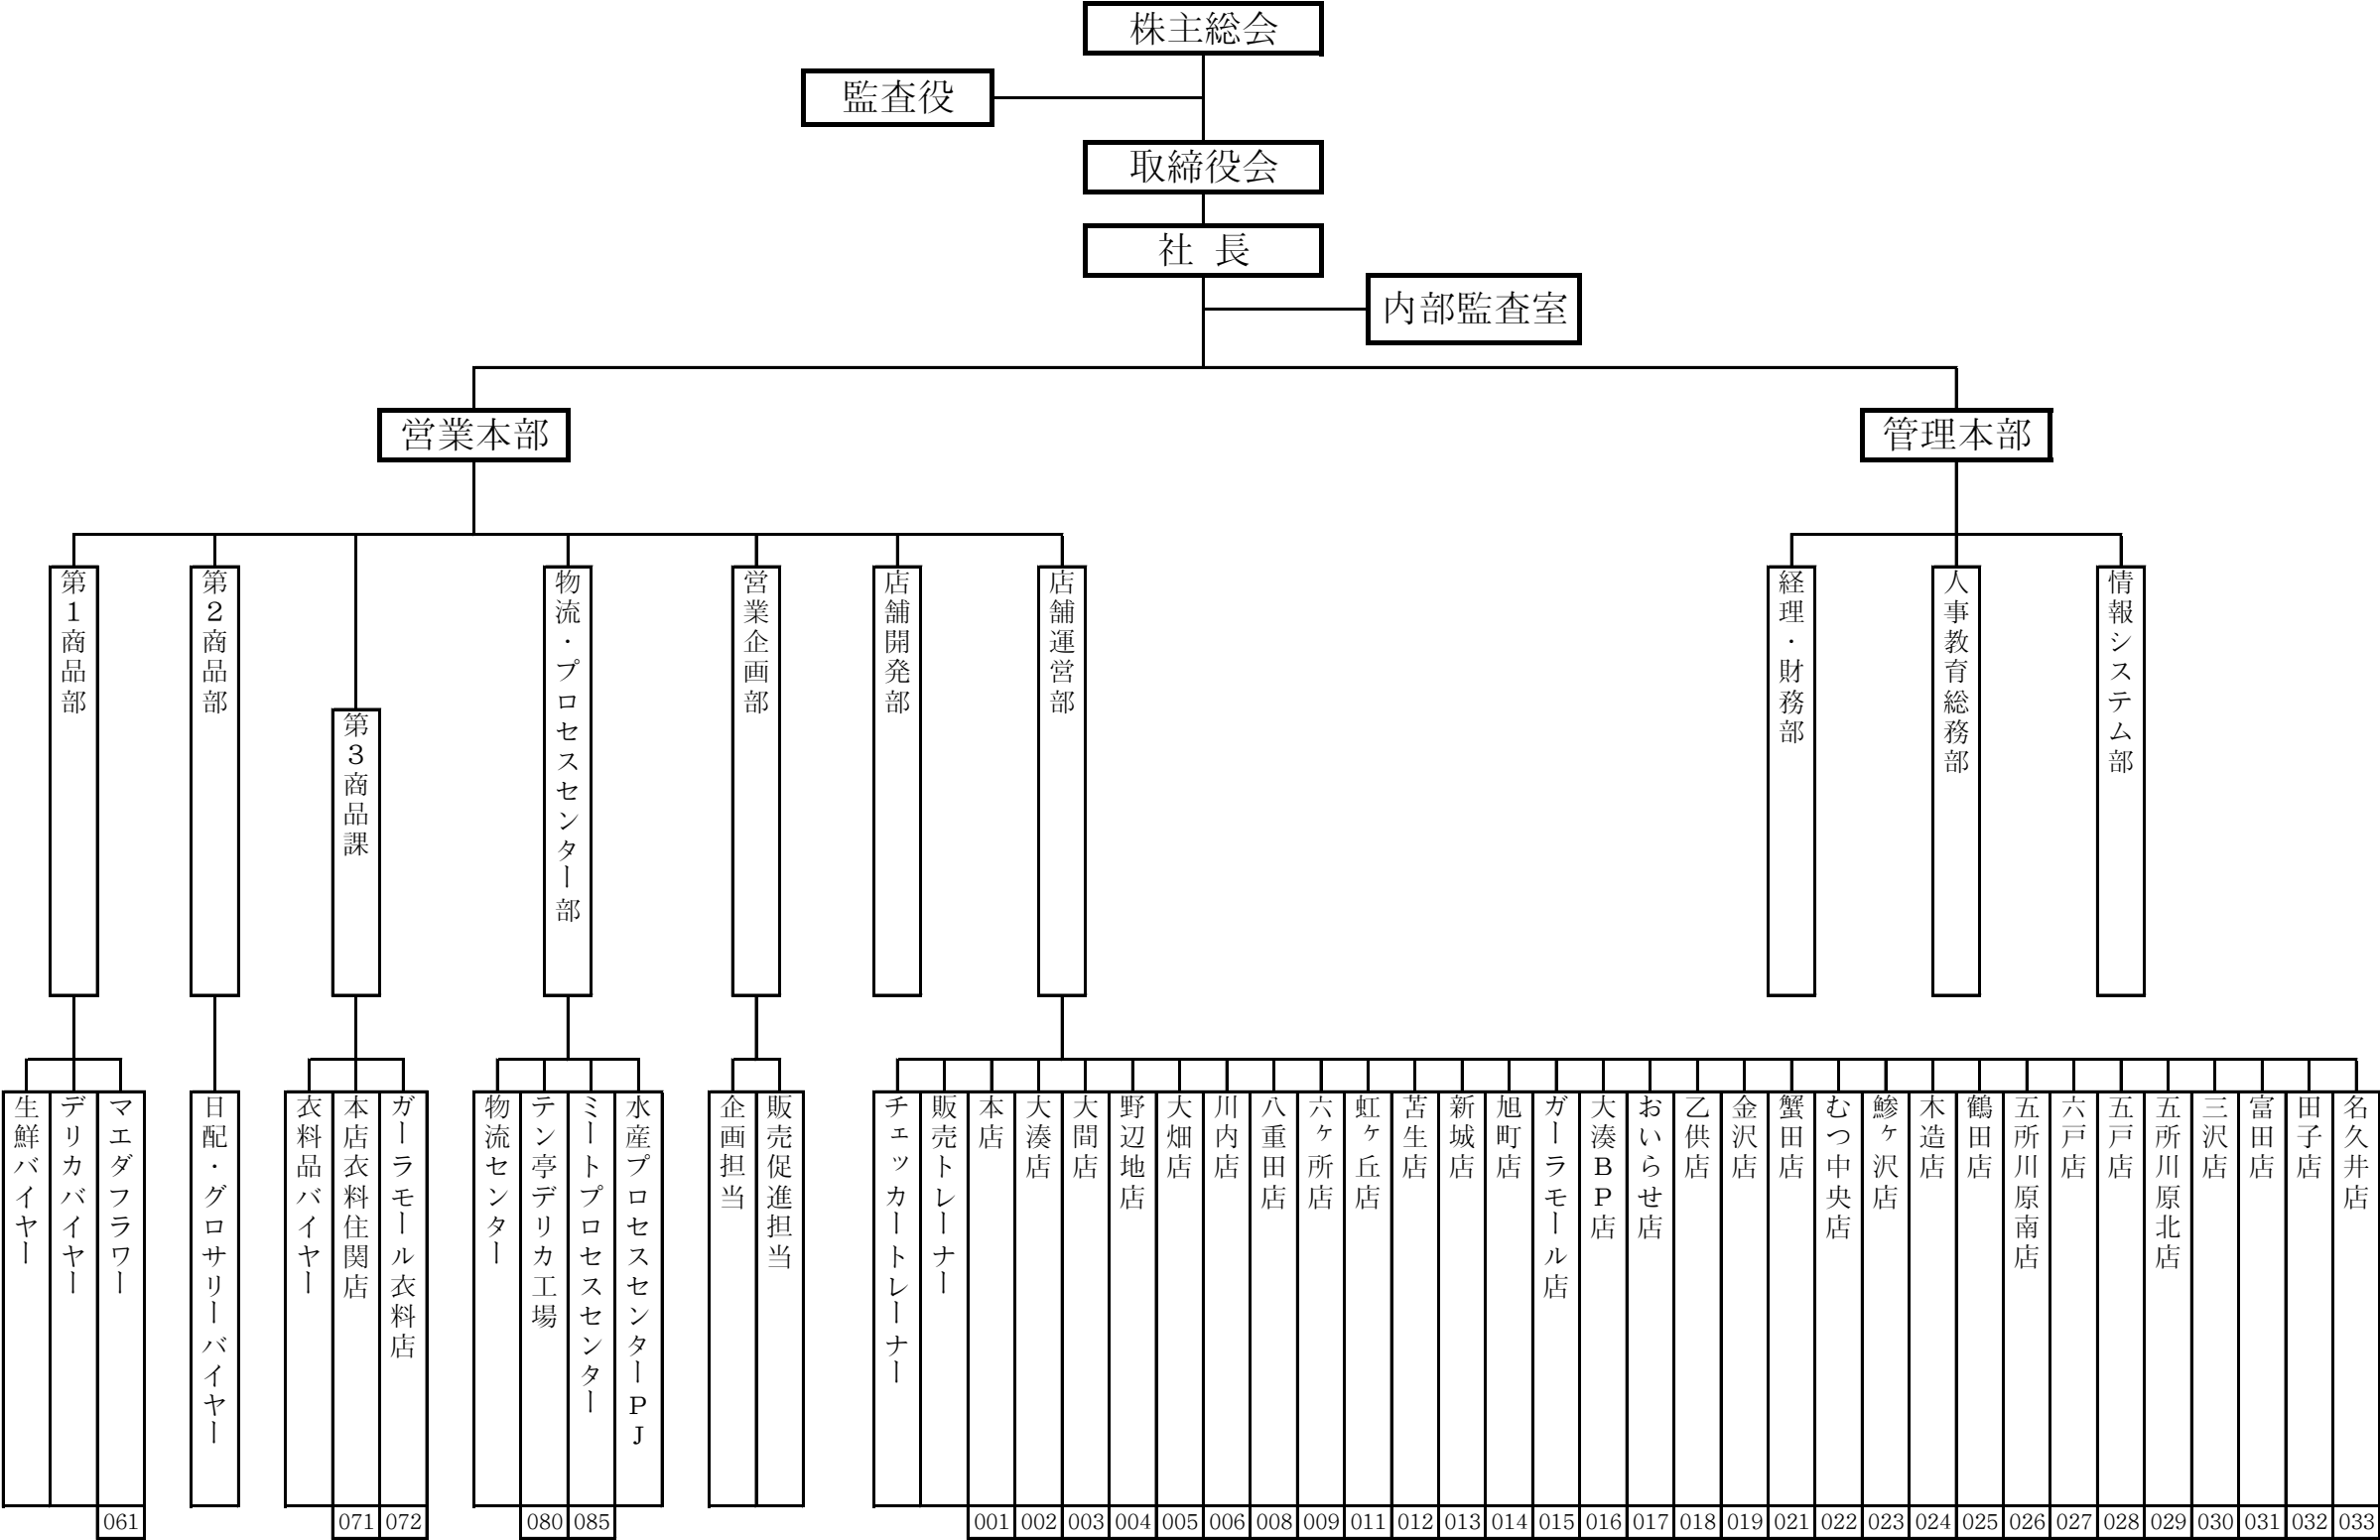 株主総会
監査役
取締役会
社 長
内部監査室
営業本部
管理本部
第１商品部
第２商品部
第３商品課
物流・プロセスセンター部
営業企画部
店舗開発部
店舗運営部
経理・財務部
人事教育総務部
情報システム部
生鮮バイヤー
デリカバイヤー
マエダフラワー
日配・グロサリーバイヤー
衣料品バイヤー
本店衣料住関店
ガーラモール衣料店
物流センター
テン亭デリカ工場
ミートプロセスセンター
水産プロセスセンターＰＪ
企画担当
販売促進担当
チェッカートレーナー
販売トレーナー
本店
大湊店
大間店
野辺地店
大畑店
川内店
八重田店
六ヶ所店
虹ヶ丘店
苫生店
新城店
旭町店
ガーラモール店
大湊ＢＰ店
おいらせ店
乙供店
金沢店
蟹田店
むつ中央店
鰺ヶ沢店
木造店
鶴田店
五所川原南店
六戸店
五戸店
五所川原北店
三沢店
富田店
田子店
名久井店
061
071
072
080
085
001
002
003
004
005
006
008
009
011
012
013
014
015
016
017
018
019
021
022
023
024
025
026
027
028
029
030
031
032
033